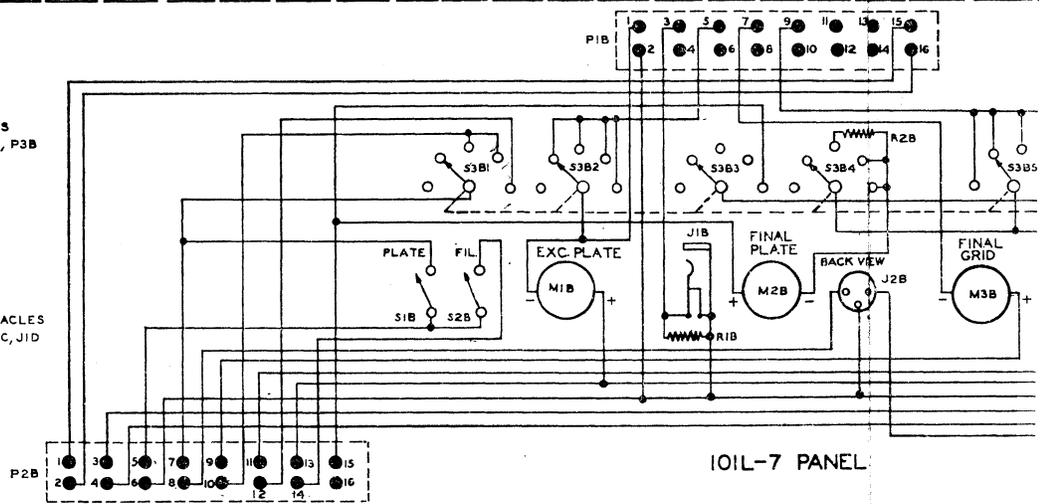 1 3 5 7 9 11 13 15
P1B
2 4 6 8 10 12 14 16
S
, P3B
R2B
S3B1 S3B2 S3B3 S3B4 S3B5
J1B
PLATE FIL. EXC. PLATE FINAL PLATE BACK VIEW FINAL GRID
J2B
M1B M2B M3B
- + + - - +
S1B S2B
ACLES
C, J1D
R1B
1 3 5 7 9 11 13 15
P2B
2 4 6 8 10 12 14 16
101L-7 PANEL